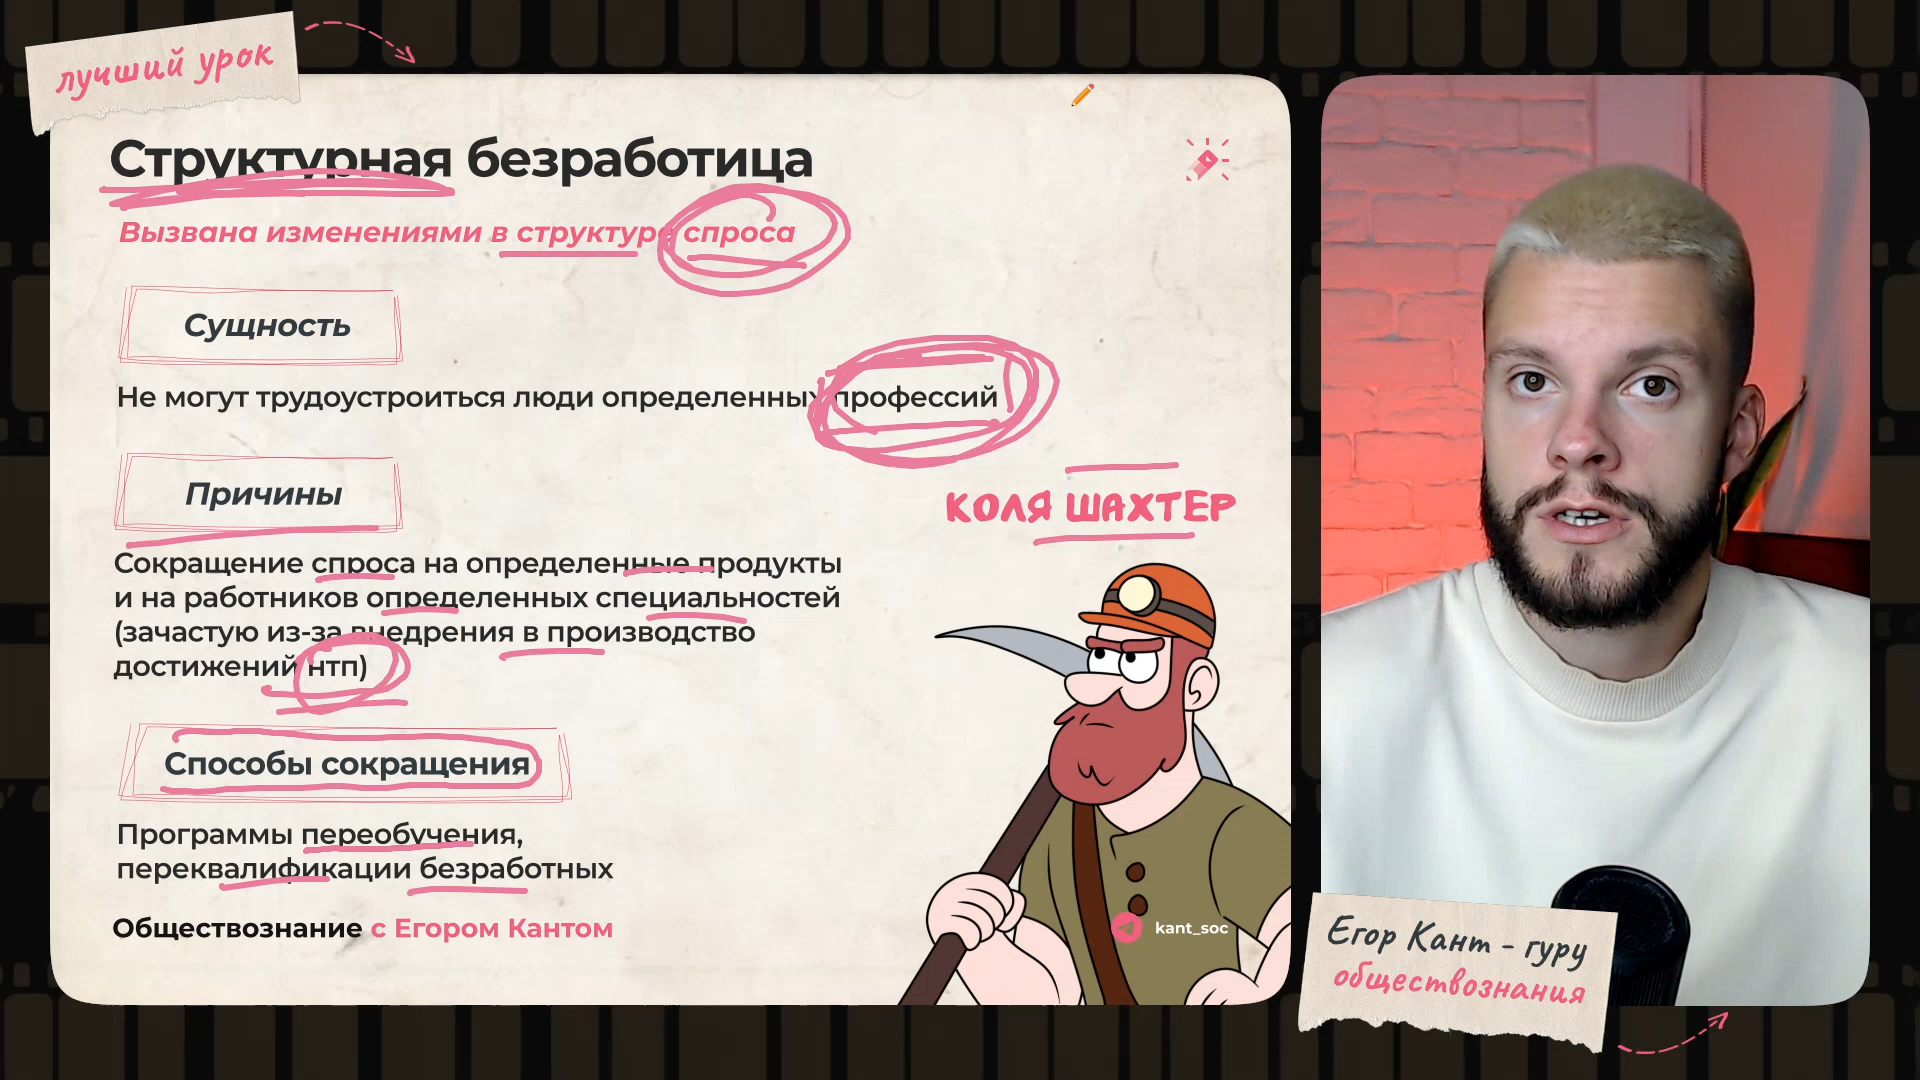 лучший урок
Структурная безработица
Вызвана изменениями в структуре спроса
Сущность
Не могут трудоустроиться люди определенных профессий
Причины
Сокращение спроса на определенные продукты
и на работников определенных специальностей
(зачастую из-за внедрения в производство
достижений нтп)
Способы сокращения
Программы переобучения,
переквалификации безработных
Обществознание с Егором Кантом
КОЛЯ ШАХТЕР
kant_soc
Егор Кант - гуру
обществознания